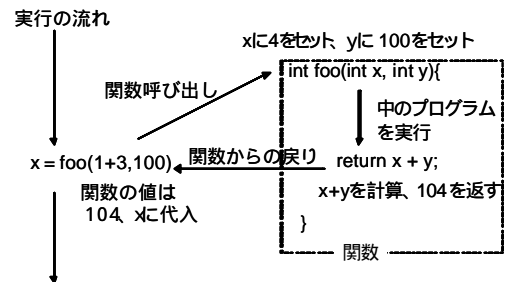 実行の流れ
xに4をセット、yに100をセット
int foo(int x, int y){
関数呼び出し
中のプログラム
を実行
x = foo(1+3,100)
関数からの戻り
return x + y;
関数の値は
104、xに代入
x+yを計算、104を返す
}
関数